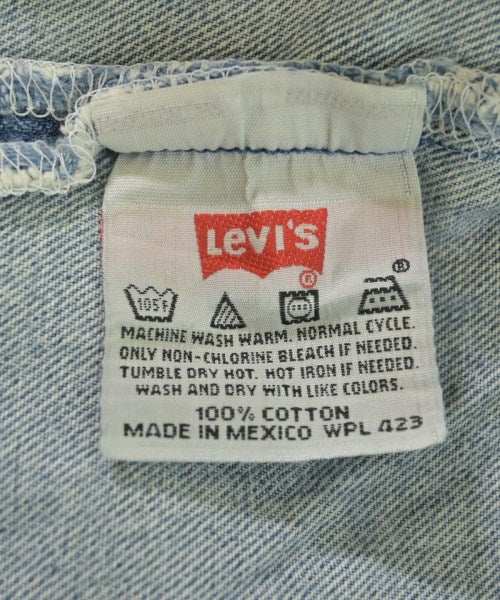 Levi's
®
®
105°F
MACHINE WASH WARM. NORMAL CYCLE.
ONLY NON-CHLORINE BLEACH IF NEEDED.
TUMBLE DRY HOT. HOT IRON IF NEEDED.
WASH AND DRY WITH LIKE COLORS.
100% COTTON
MADE IN MEXICO WPL 423